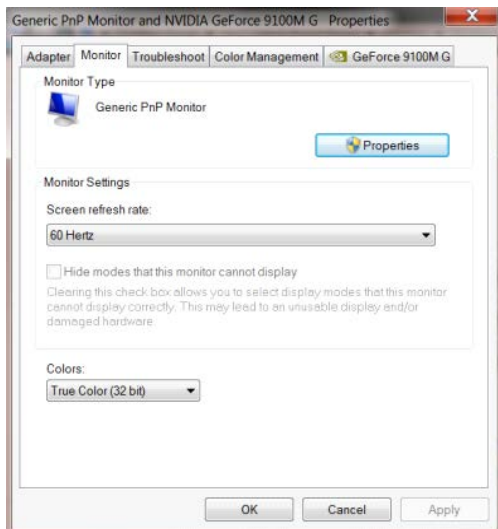 Generic PnP Monitor and NVIDIA GeForce 9100M G Properties
Adapter Monitor Troubleshoot Color Management GeForce 9100M G
Monitor Type
Generic PnP Monitor
Properties
Monitor Settings
Screen refresh rate:
60 Hertz
Hide modes that this monitor cannot display
Clearing this check box allows you to select display modes that this monitor
cannot display correctly. This may lead to an unusable display and/or
damaged hardware.
Colors:
True Color (32 bit)
OK Cancel Apply